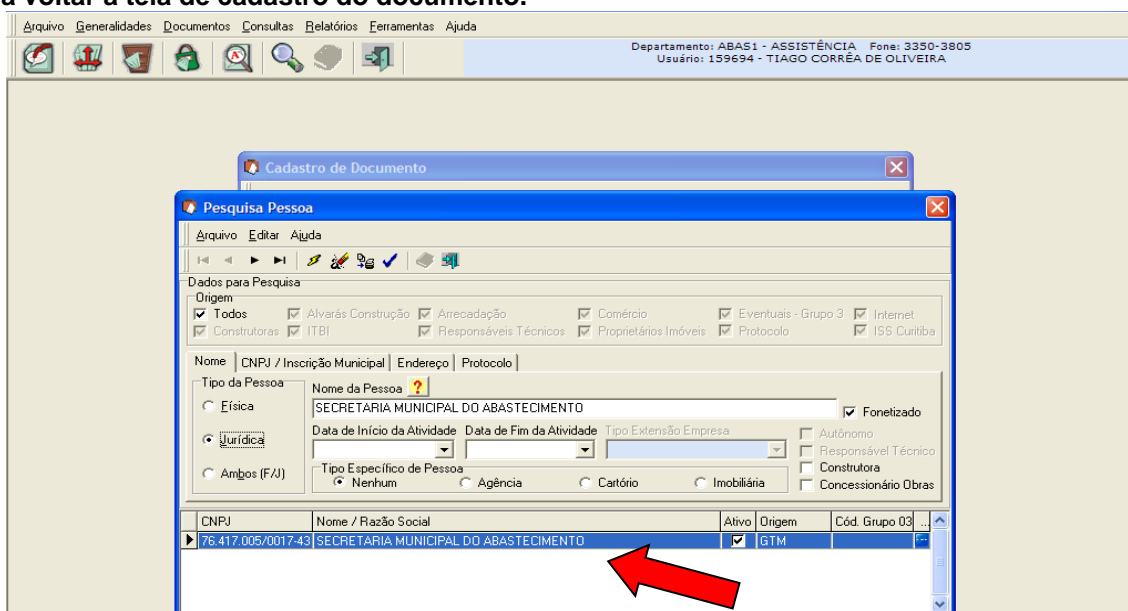 a voltar à tela de cadastro do documento.
Arquivo Generalidades Documentos Consultas Relatórios Ferramentas Ajuda
Departamento: ABAS1 - ASSISTÊNCIA Fone: 3350-3805
Usuário: 159694 - TIAGO CORRÊA DE OLIVEIRA
Cadastro de Documento
Pesquisa Pessoa
Arquivo Editar Ajuda
Dados para Pesquisa
Origem
Todos Alvarás Construção Arrecadação Comércio Eventuais - Grupo 3 Internet
Construtoras ITBI Responsáveis Técnicos Proprietários Imóveis Protocolo ISS Curitiba
Nome CNPJ / Inscrição Municipal Endereço Protocolo
Tipo da Pessoa Nome da Pessoa ?
Física SECRETARIA MUNICIPAL DO ABASTECIMENTO Fonetizado
Data de Início da Atividade Data de Fim da Atividade Tipo Extensão Empresa Autônomo
Jurídica Responsável Técnico
Tipo Específico de Pessoa Construtora
Ambos (F/J) Nenhum Agência Cartório Imobiliária Concessionário Obras
CNPJ Nome / Razão Social Ativo Origem Cód. Grupo 03 ...
76.417.005/0017-43 SECRETARIA MUNICIPAL DO ABASTECIMENTO GTM